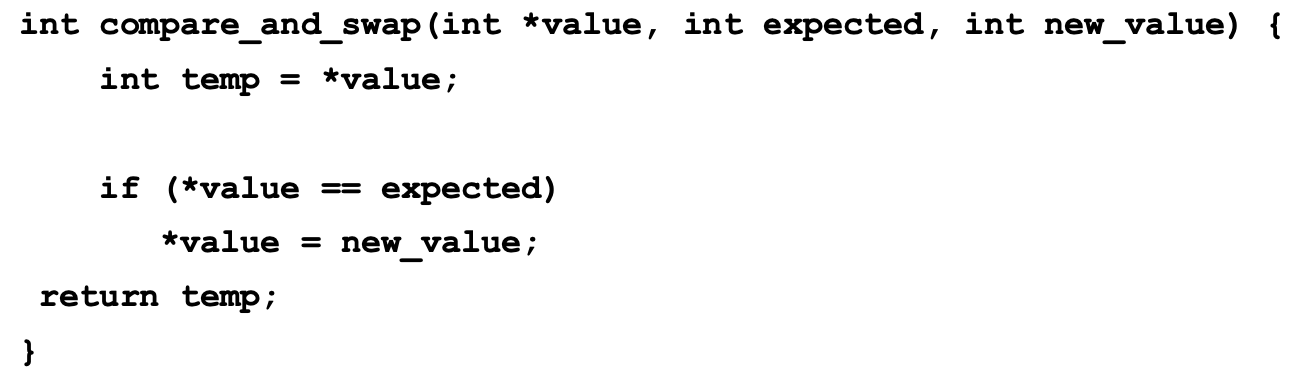 int compare_and_swap(int *value, int expected, int new_value) {
    int temp = *value;

    if (*value == expected)
       *value = new_value;
 return temp;
}